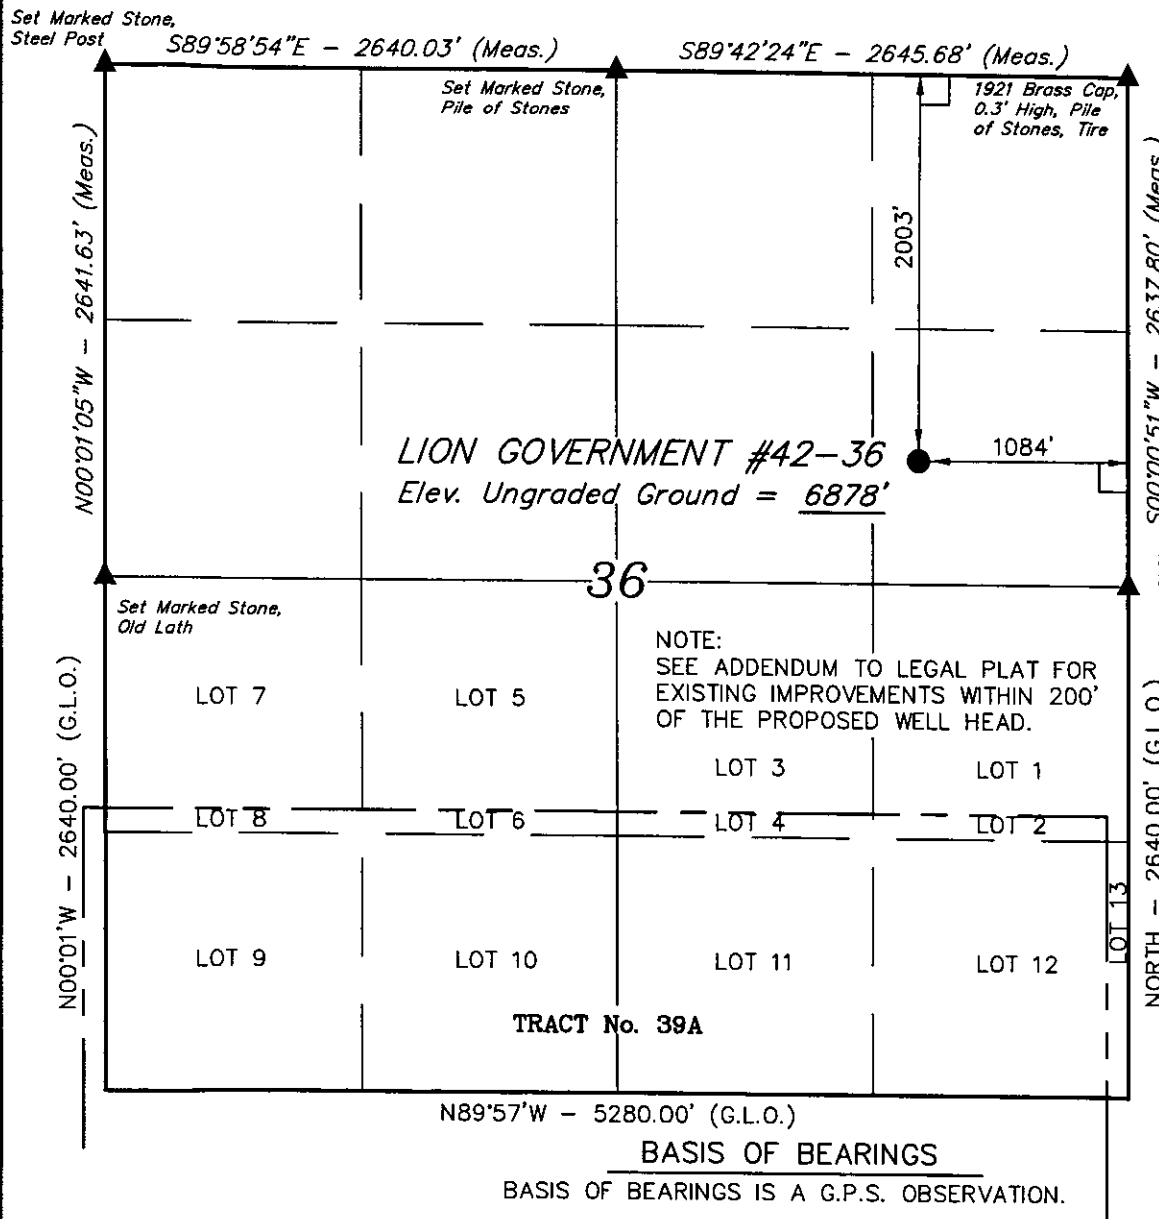 Set Marked Stone,
Steel Post
S89°58'54"E - 2640.03' (Meas.)
S89°42'24"E - 2645.68' (Meas.)
Set Marked Stone,
Pile of Stones
1921 Brass Cap,
0.3' High, Pile
of Stones, Tire
N00°01'05"W - 2641.63' (Meas.)
2003'
S00°00'51"W - 2637.80' (Meas.)
LION GOVERNMENT #42-36
Elev. Ungraded Ground = 6878'
1084'
36
Set Marked Stone,
Old Lath
NOTE:
SEE ADDENDUM TO LEGAL PLAT FOR
EXISTING IMPROVEMENTS WITHIN 200'
OF THE PROPOSED WELL HEAD.
LOT 7
LOT 5
LOT 3
LOT 1
N00°01'W - 2640.00' (G.L.O.)
NORTH - 2640.00' (G.L.O.)
LOT 8
LOT 6
LOT 4
LOT 2
LOT 13
LOT 9
LOT 10
LOT 11
LOT 12
TRACT No. 39A
N89°57'W - 5280.00' (G.L.O.)
BASIS OF BEARINGS
BASIS OF BEARINGS IS A G.P.S. OBSERVATION.